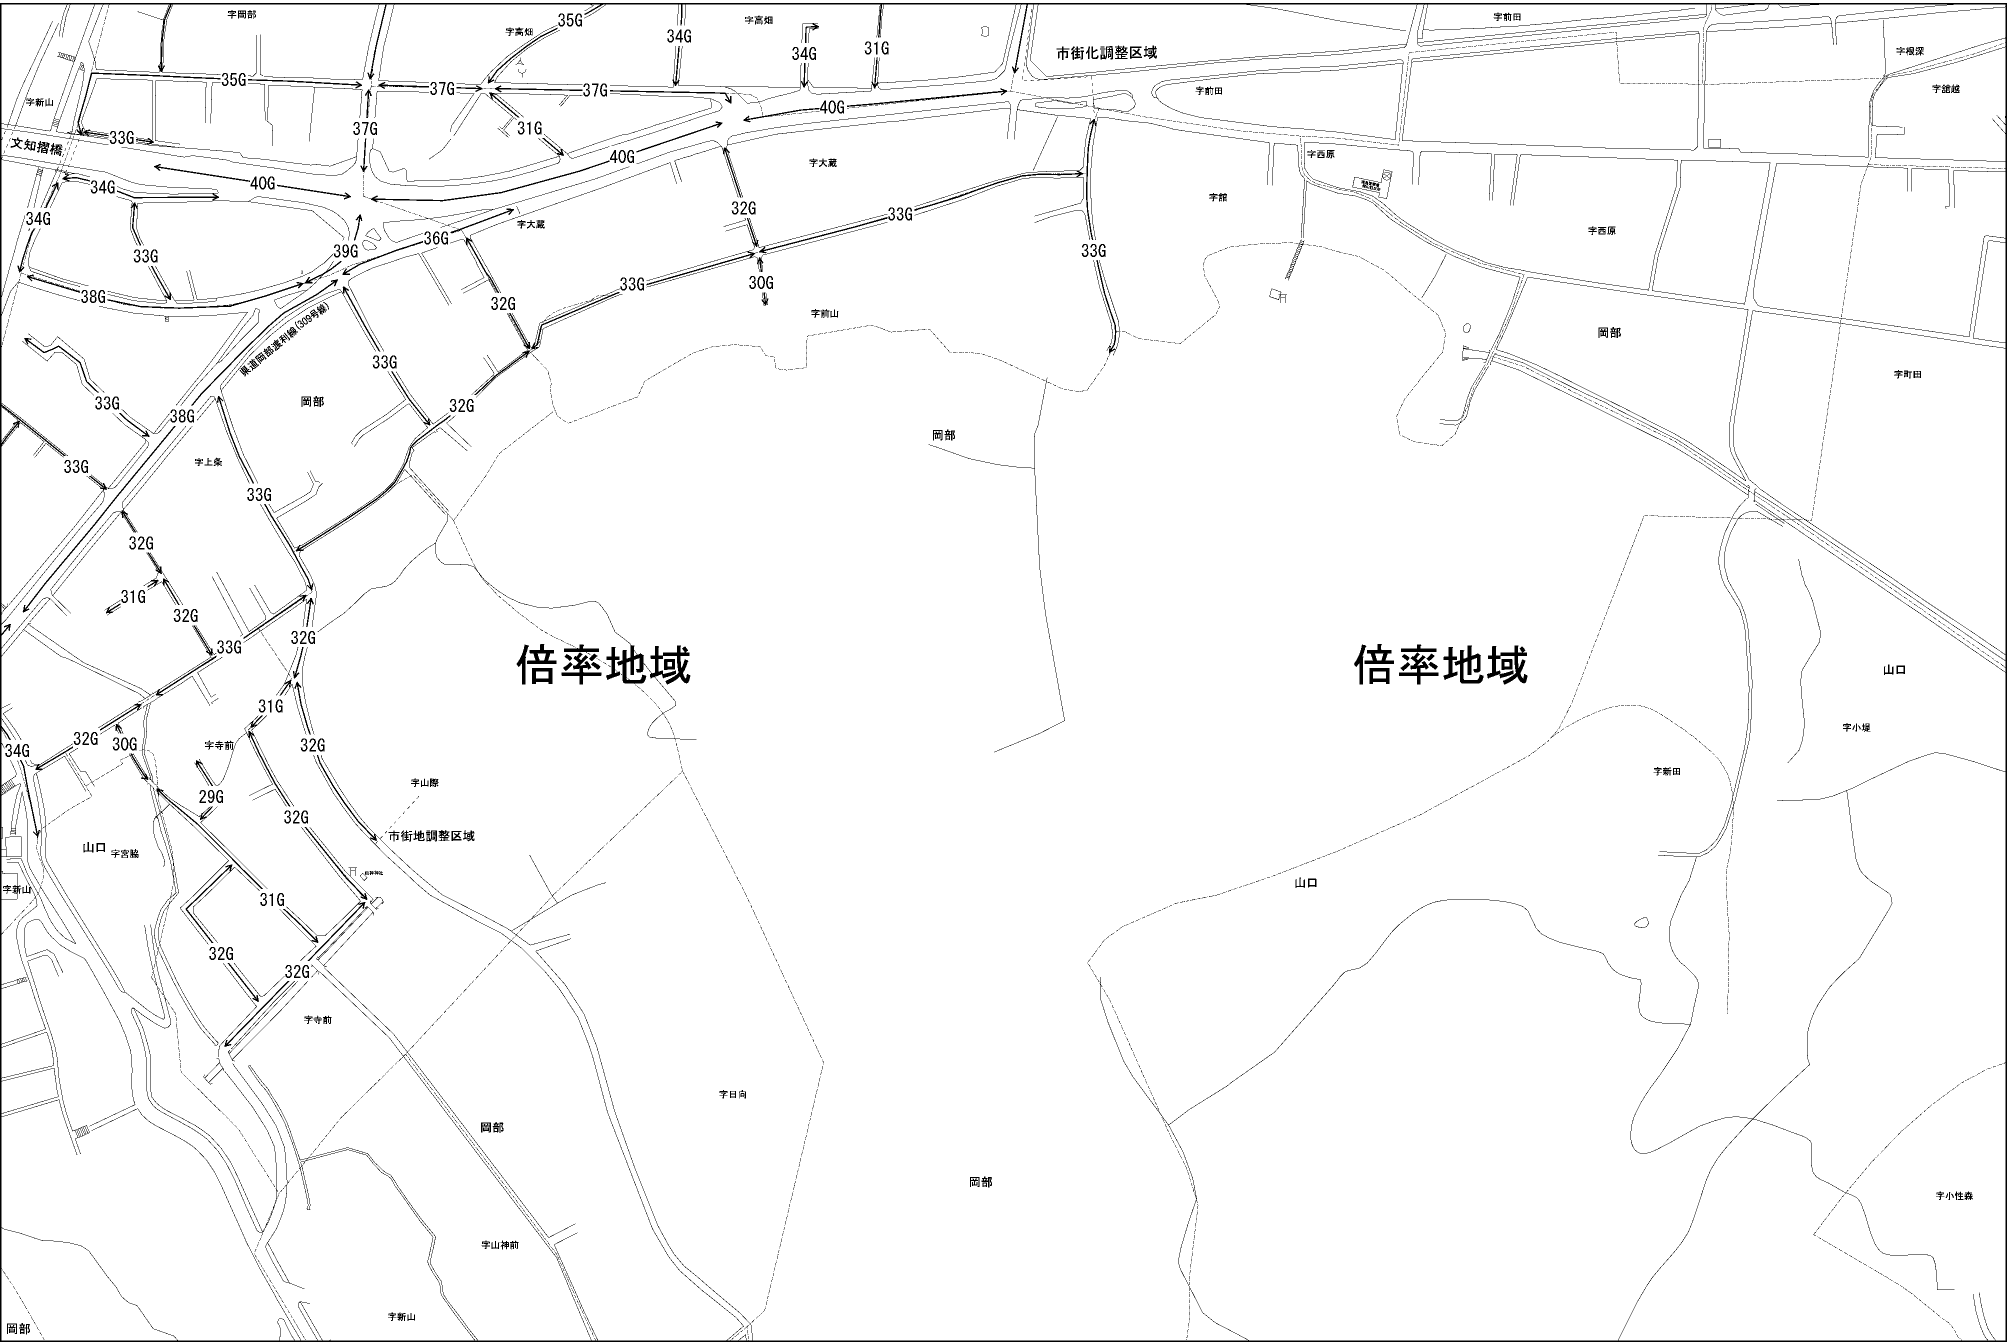 字岡部
字高畑
35G
34G
字高畑
34G
31G
市街化調整区域
字前田
字根深
35G
37G
37G
40G
字前田
字舘越
字新山
文知摺橋
33G
37G
31G
40G
字大蔵
字西原
34G
40G
32G
字舘
34G
33G
39G
36G
字大蔵
33G
33G
字西原
38G
県道岡部渡利線(309号線)
32G
33G
30G
字前山
岡部
33G
33G
38G
岡部
32G
字町田
33G
字上条
33G
岡部
32G
31G
32G
33G
32G
倍率地域
倍率地域
山口
34G
32G
30G
字寺前
31G
32G
字小堤
29G
32G
字山際
市街地調整区域
字新田
山口
字宮脇
字新山
31G
山口
32G
32G
字寺前
字日向
岡部
岡部
字小性森
字山神前
字新山
岡部